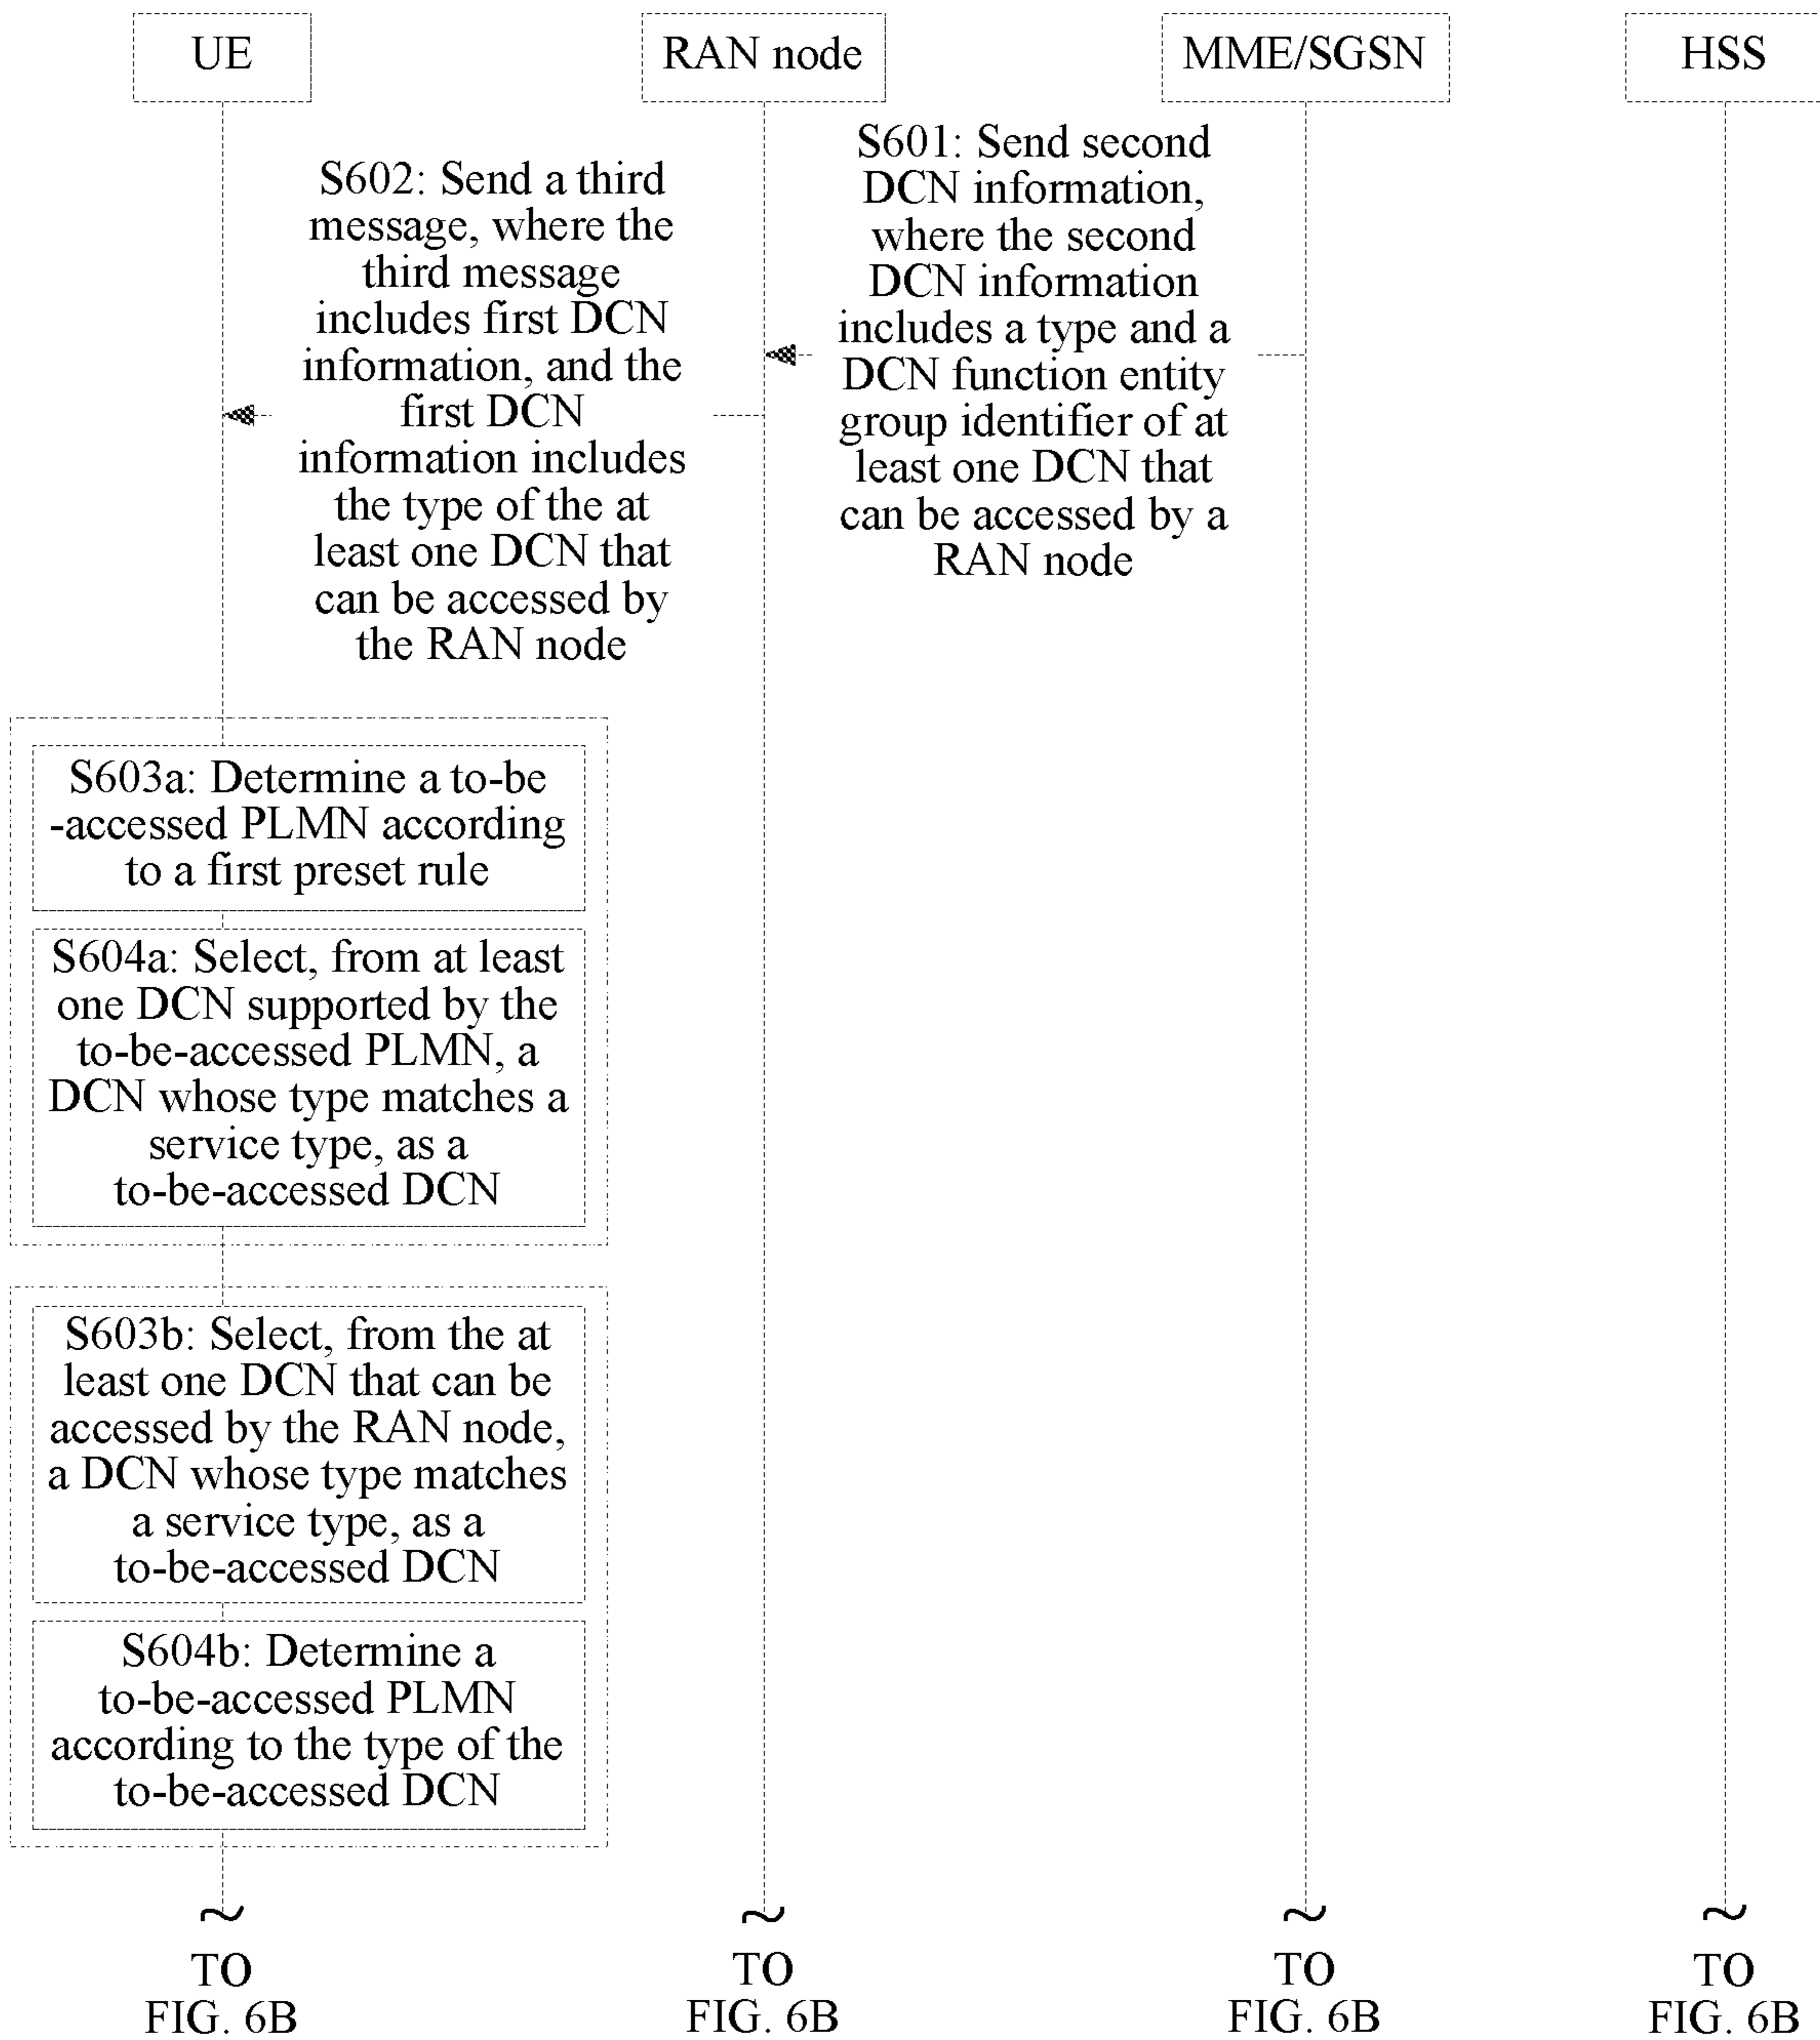 UE
RAN node
MME/SGSN
HSS
S601: Send second
DCN information,
where the second
DCN information
includes a type and a
DCN function entity
group identifier of at
least one DCN that
can be accessed by a
RAN node
S602: Send a third
message, where the
third message
includes first DCN
information, and the
first DCN
information includes
the type of the at
least one DCN that
can be accessed by
the RAN node
S603a: Determine a to-be
-accessed PLMN according
to a first preset rule
S604a: Select, from at least
one DCN supported by the
to-be-accessed PLMN, a
DCN whose type matches a
service type, as a
to-be-accessed DCN
S603b: Select, from the at
least one DCN that can be
accessed by the RAN node,
a DCN whose type matches
a service type, as a
to-be-accessed DCN
S604b: Determine a
to-be-accessed PLMN
according to the type of the
to-be-accessed DCN
TO
FIG. 6B
TO
FIG. 6B
TO
FIG. 6B
TO
FIG. 6B